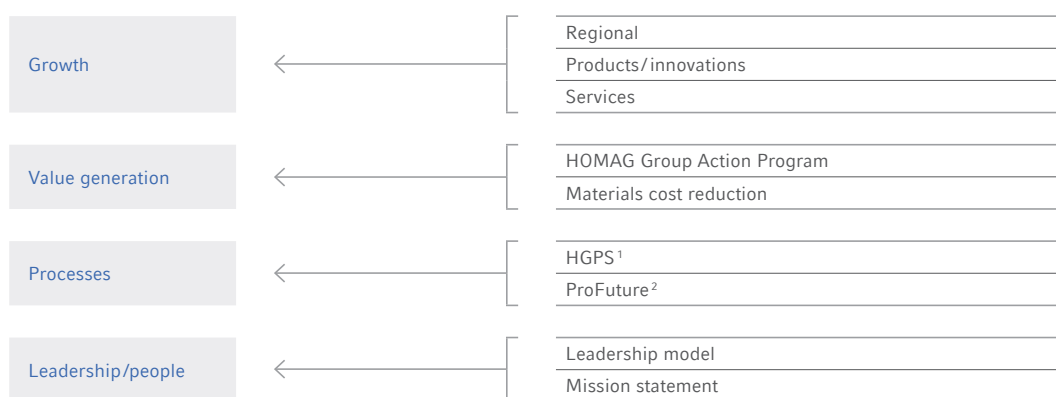 Growth
Regional
Products/innovations
Services
Value generation
HOMAG Group Action Program
Materials cost reduction
Processes
HGPS¹
ProFuture²
Leadership/people
Leadership model
Mission statement